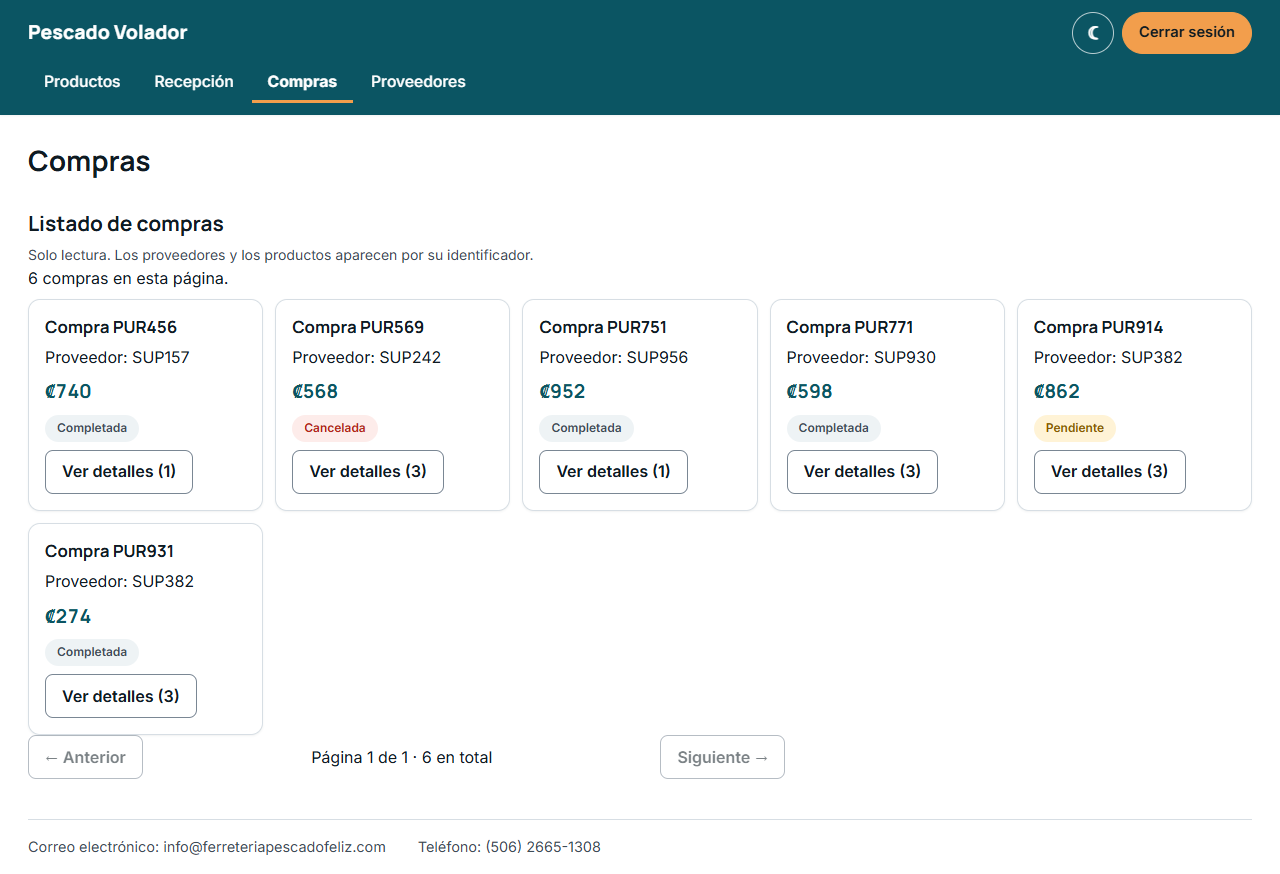 Pescado Volador
Cerrar sesión
Productos Recepción Compras Proveedores
Compras
Listado de compras
Solo lectura. Los proveedores y los productos aparecen por su identificador.
6 compras en esta página.
Compra PUR456
Proveedor: SUP157
₡740
Completada
Ver detalles (1)
Compra PUR569
Proveedor: SUP242
₡568
Cancelada
Ver detalles (3)
Compra PUR751
Proveedor: SUP956
₡952
Completada
Ver detalles (1)
Compra PUR771
Proveedor: SUP930
₡598
Completada
Ver detalles (3)
Compra PUR914
Proveedor: SUP382
₡862
Pendiente
Ver detalles (3)
Compra PUR931
Proveedor: SUP382
₡274
Completada
Ver detalles (3)
← Anterior
Página 1 de 1 · 6 en total
Siguiente →
Correo electrónico: info@ferreteriapescadofeliz.com Teléfono: (506) 2665-1308